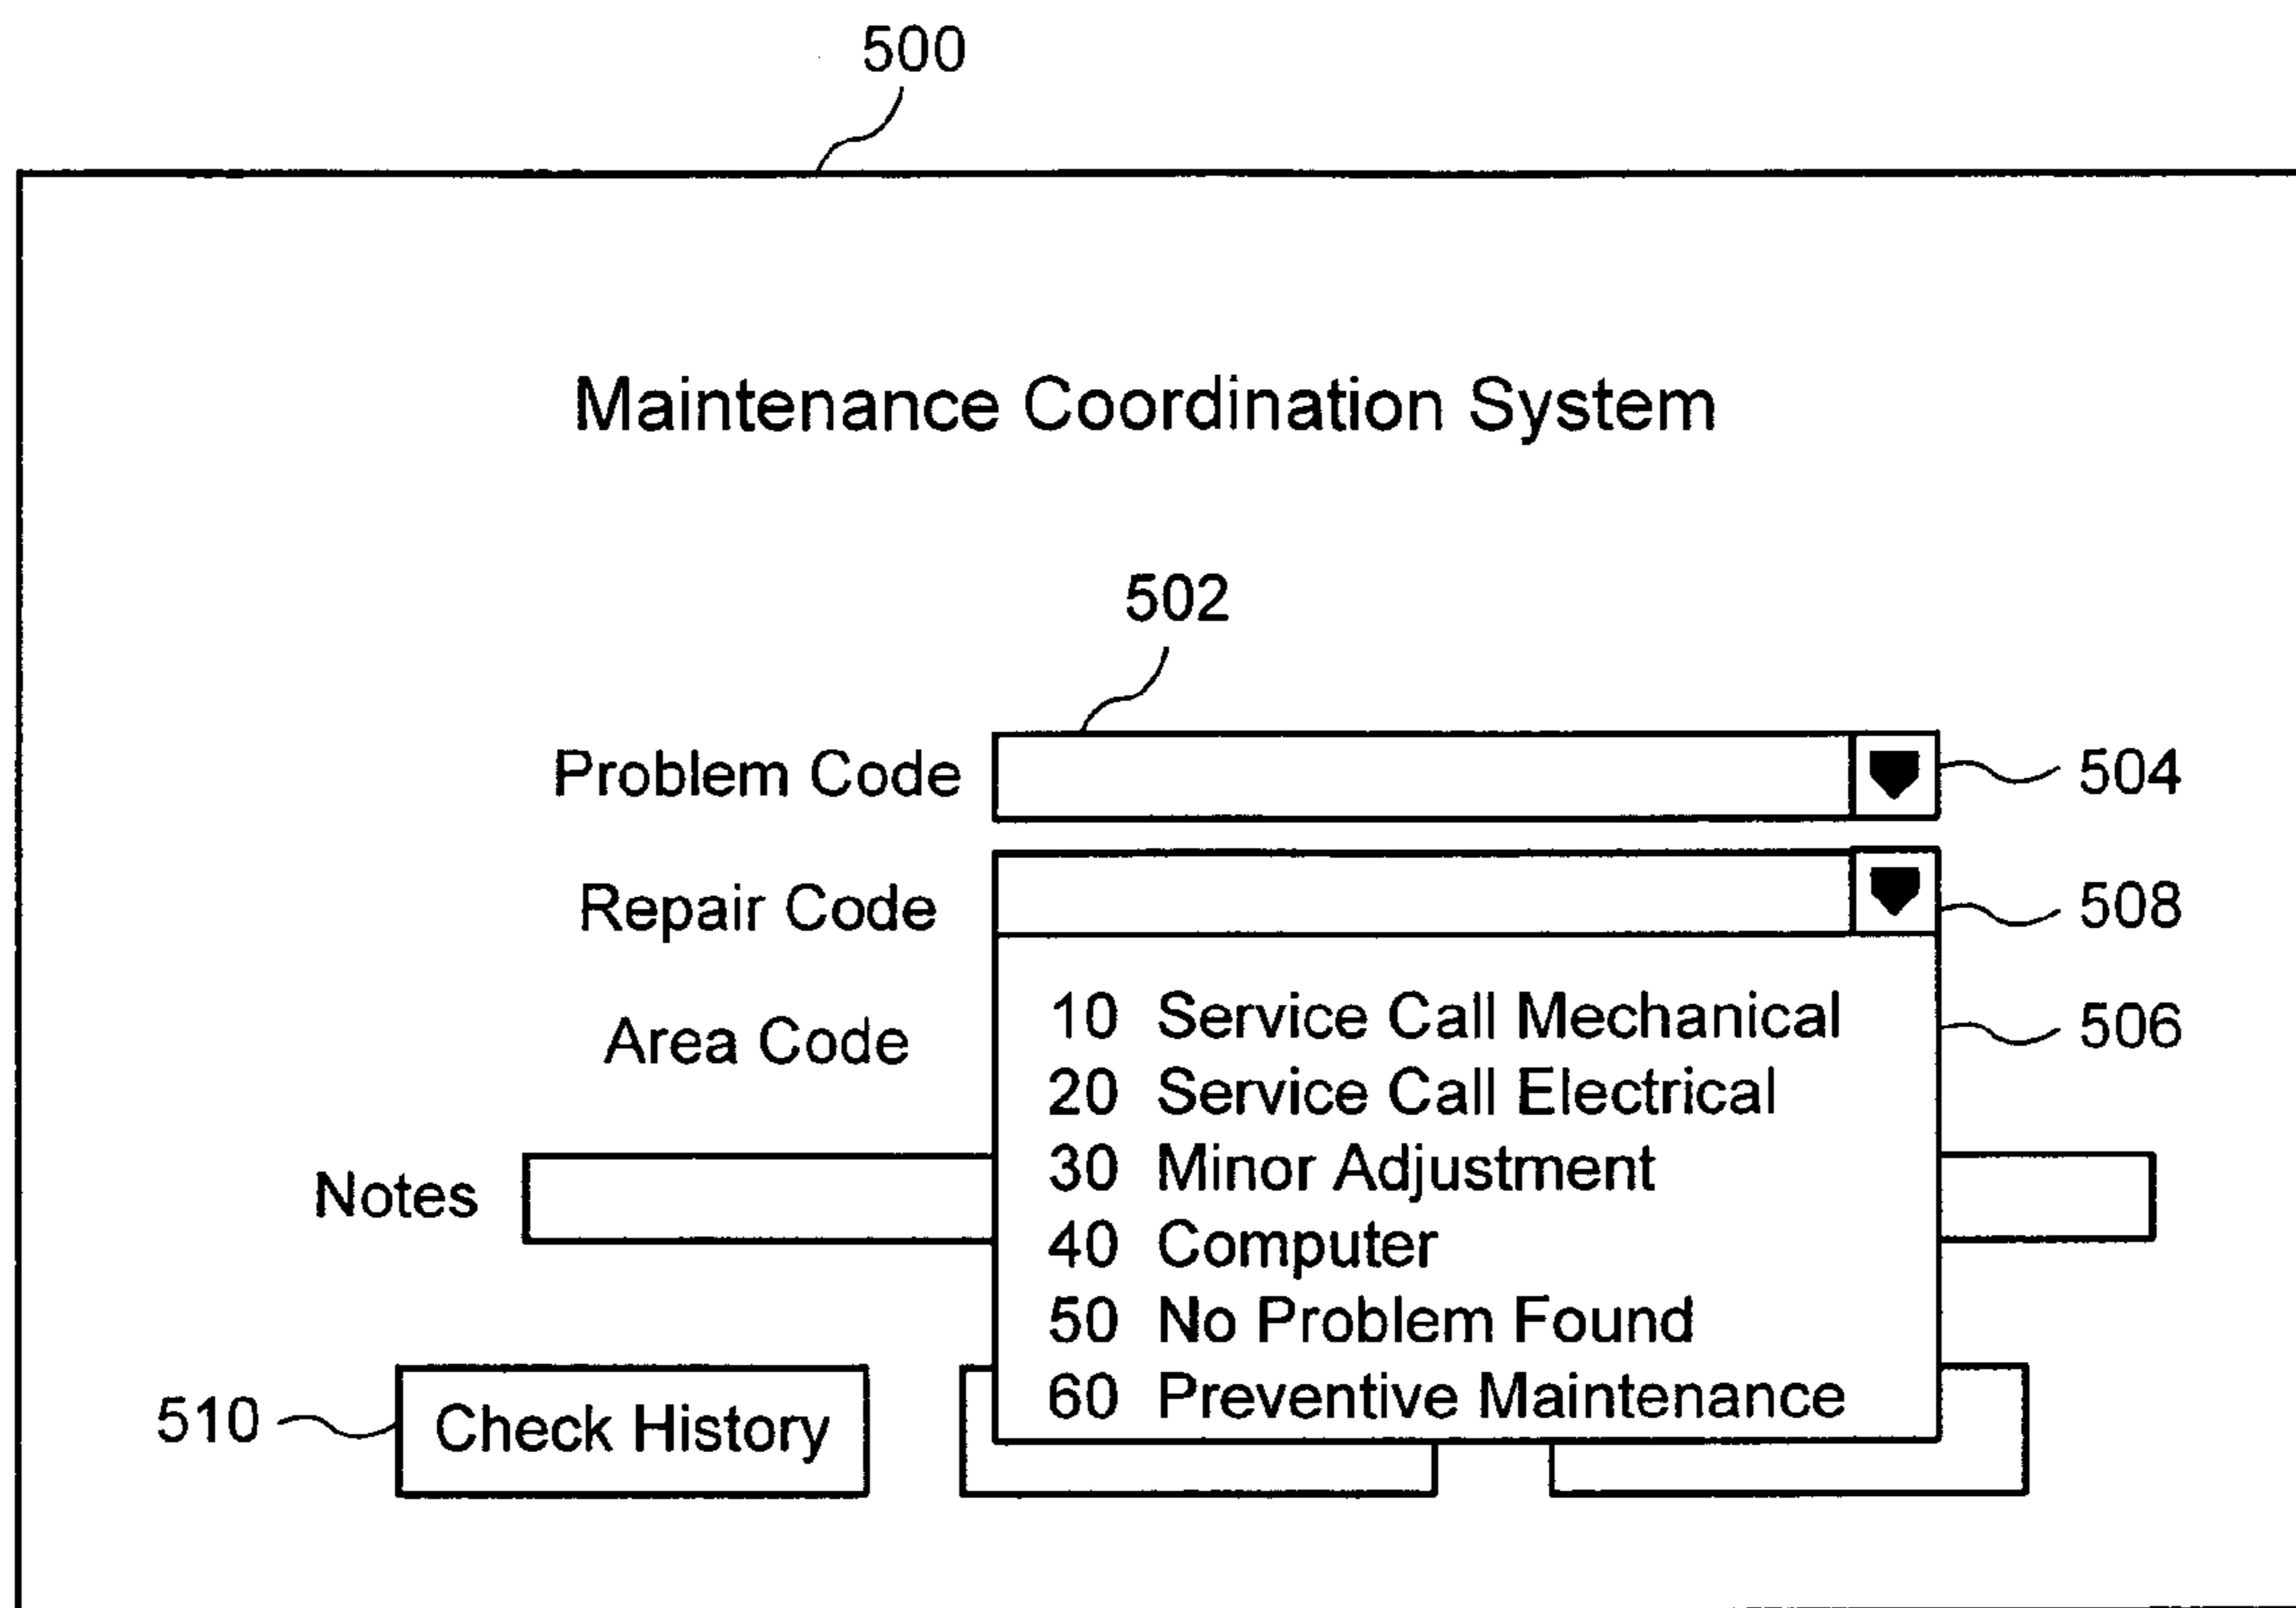 500
Maintenance Coordination System
502
Problem Code 504
Repair Code 508
10 Service Call Mechanical
Area Code 506
20 Service Call Electrical
30 Minor Adjustment
Notes
40 Computer
50 No Problem Found
60 Preventive Maintenance
510 Check History